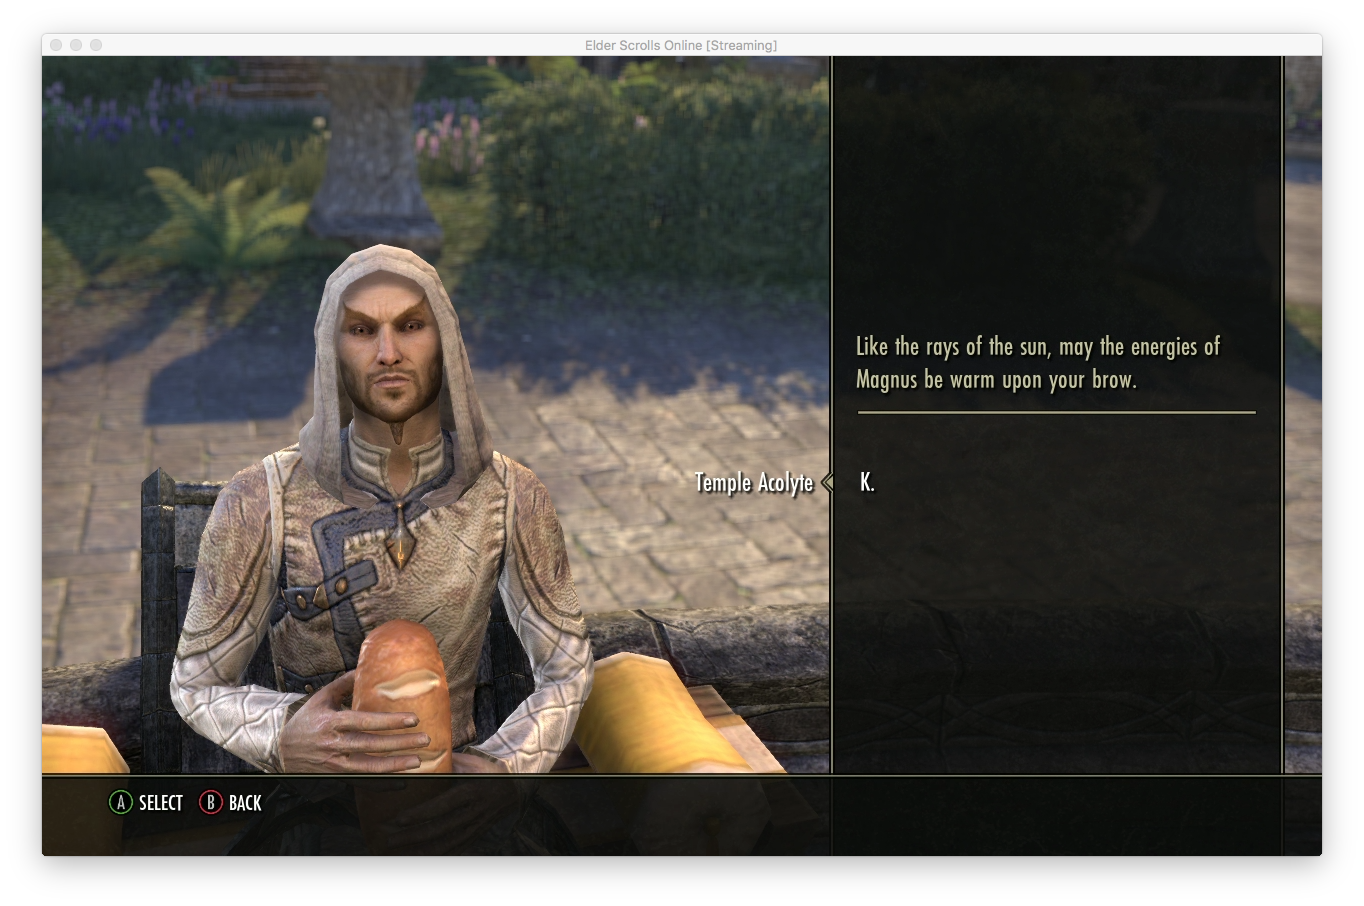 Elder Scrolls Online [Streaming]
Like the rays of the sun, may the energies of
Magnus be warm upon your brow.
Temple Acolyte
K.
A SELECT B BACK